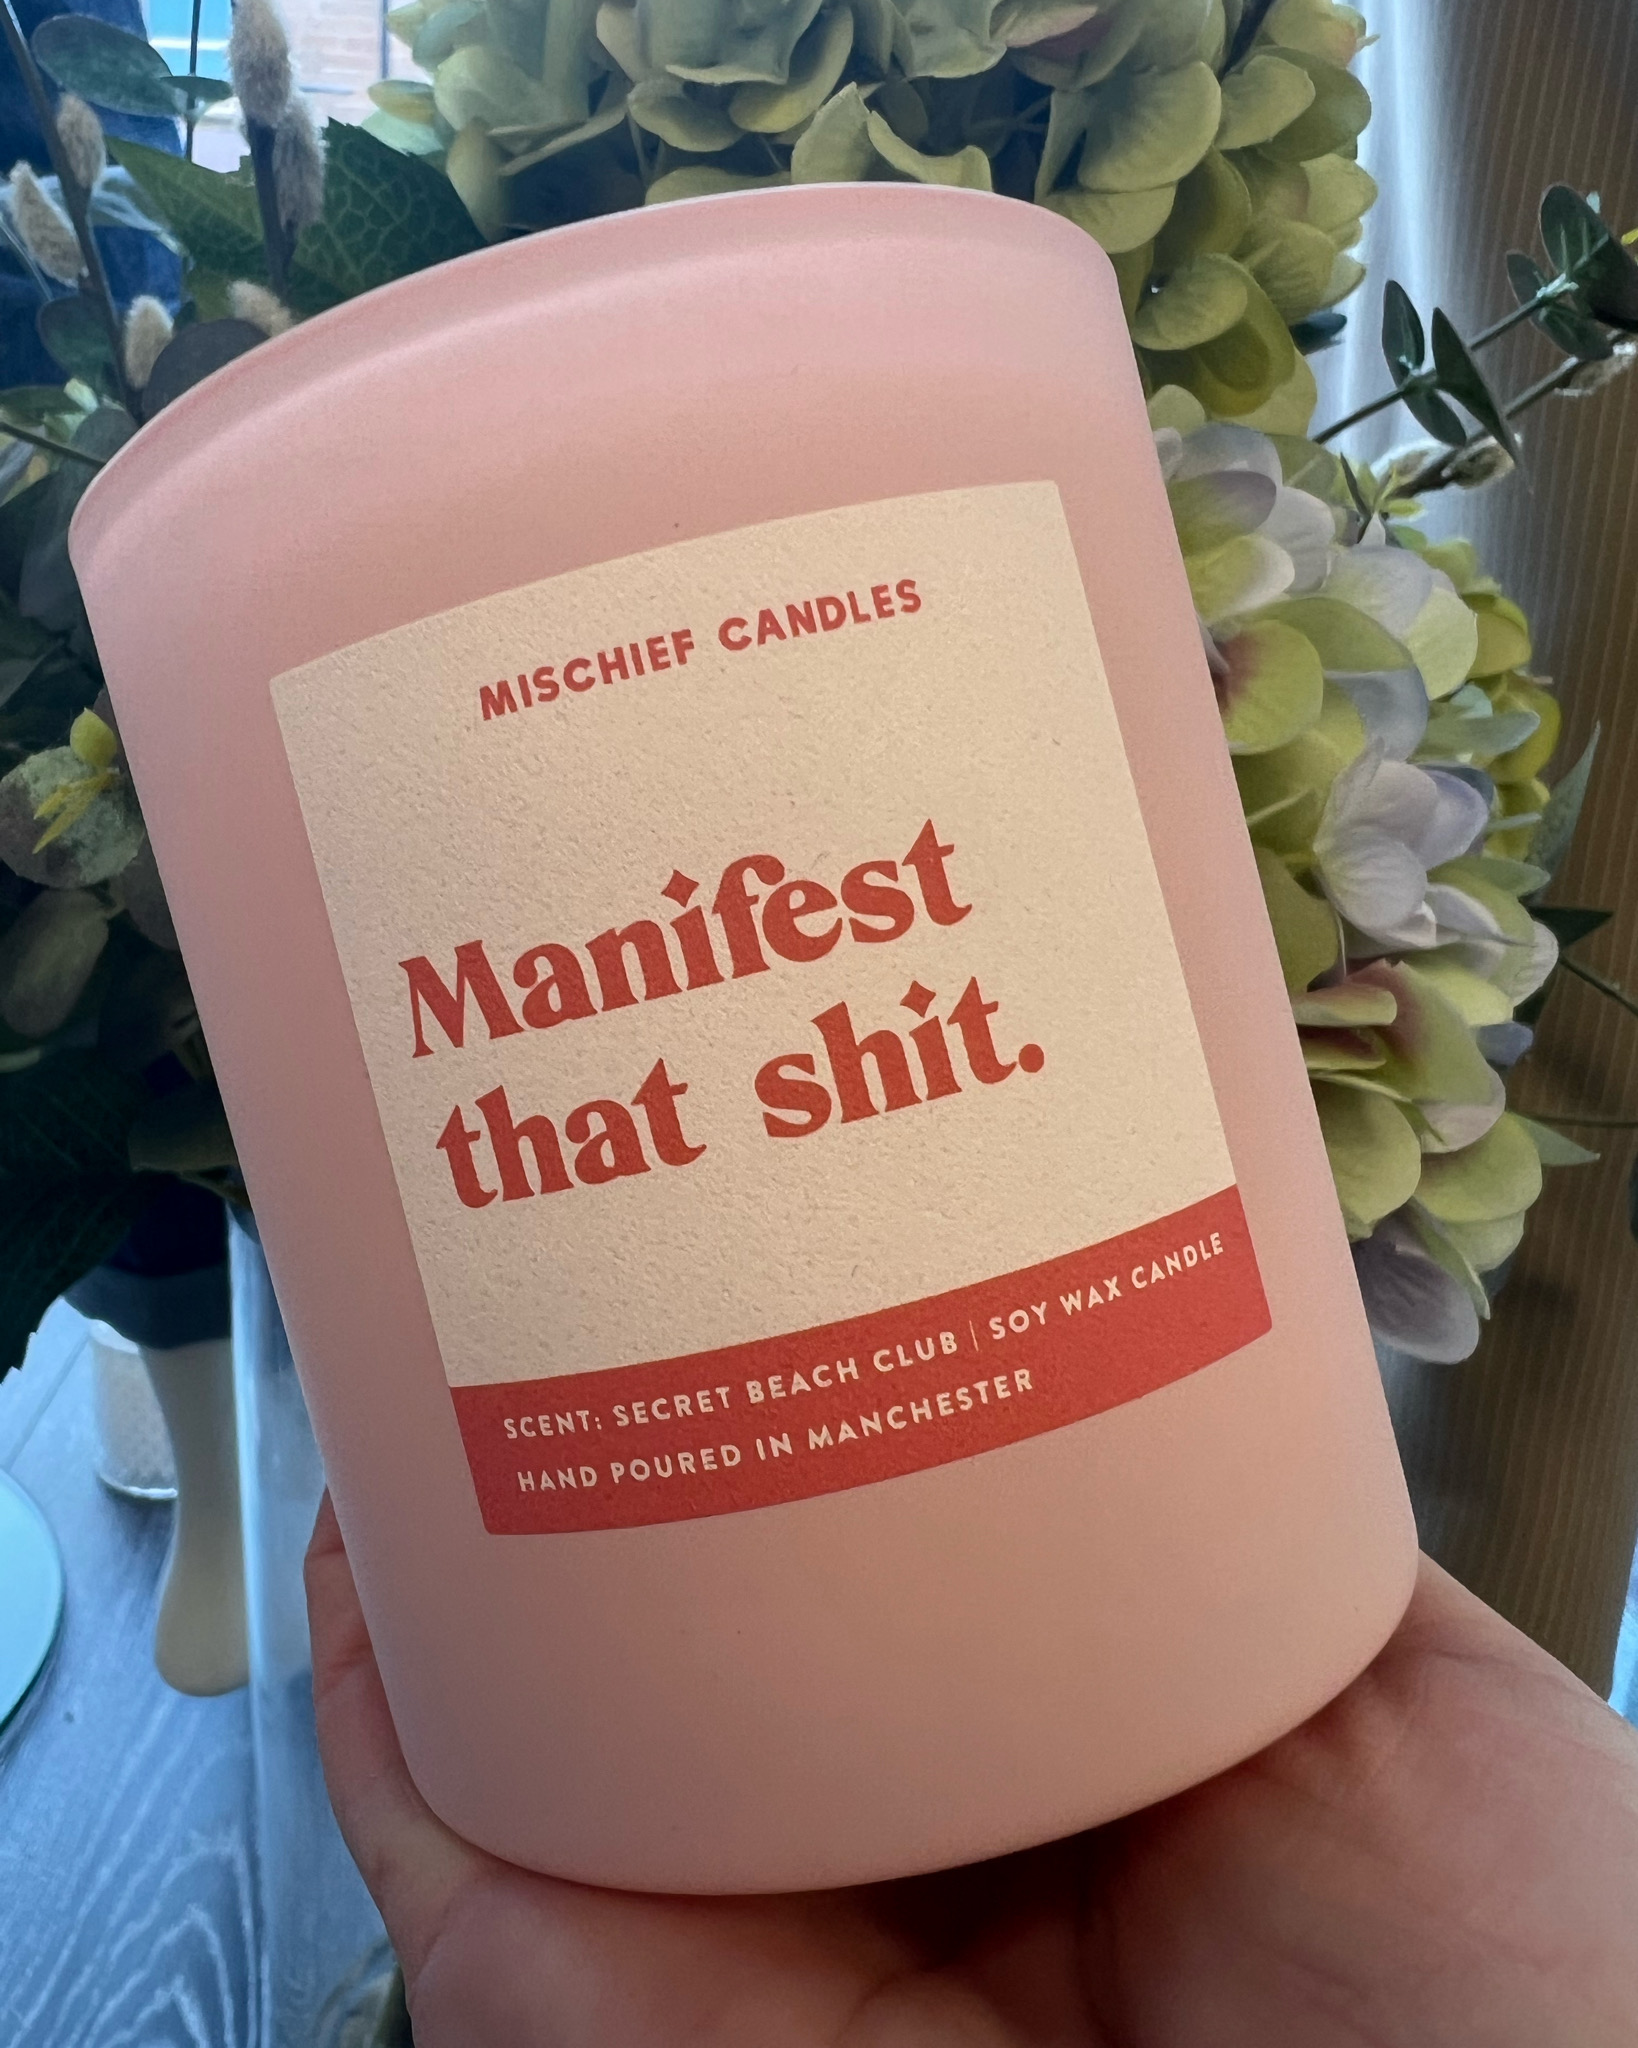 MISCHIEF CANDLES
Manifest
that shit.
SCENT: SECRET BEACH CLUB | SOY WAX CANDLE
HAND POURED IN MANCHESTER